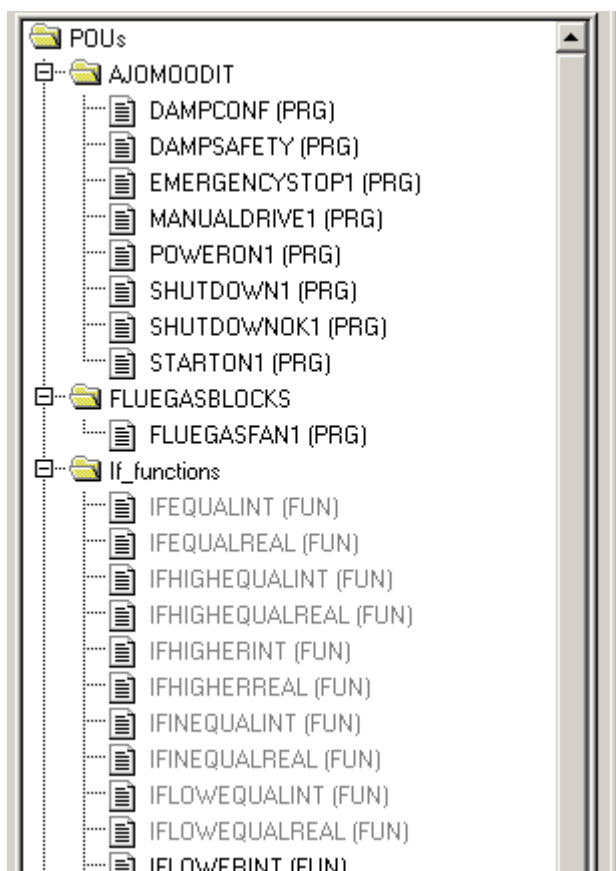 POUs
AJOMOODIT
DAMPCONF (PRG)
DAMPSAFETY (PRG)
EMERGENCYSTOP1 (PRG)
MANUALDRIVE1 (PRG)
POWERON1 (PRG)
SHUTDOWN1 (PRG)
SHUTDOWNOK1 (PRG)
STARTON1 (PRG)
FLUEGASBLOCKS
FLUEGASFAN1 (PRG)
If_functions
IFEQUALINT (FUN)
IFEQUALREAL (FUN)
IFHIGHEQUALINT (FUN)
IFHIGHEQUALREAL (FUN)
IFHIGHERINT (FUN)
IFHIGHERREAL (FUN)
IFINEQUALINT (FUN)
IFINEQUALREAL (FUN)
IFLOWEQUALINT (FUN)
IFLOWEQUALREAL (FUN)
IFLOWERINT (FUN)